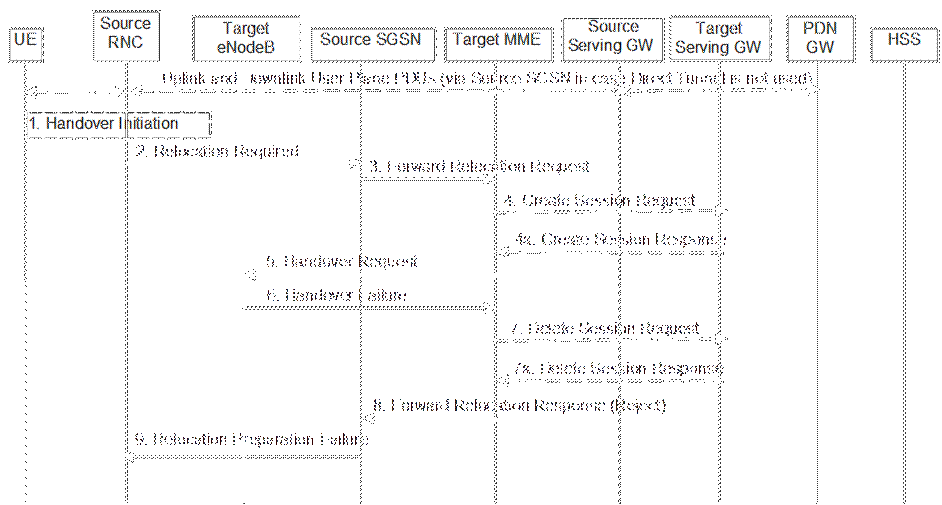 UE
Source
RNC
Target
eNodeB
Source SGSN
Target MME
Source
Serving GW
Target
Serving GW
PDN
GW
HSS
Uplink and Downlink User Plane PDUs (via Source SGSN in case Direct Tunnel is not used)
1. Handover Initiation
2. Relocation Required
3. Forward Relocation Request
4. Create Session Request
4a. Create Session Response
5. Handover Request
6. Handover Failure
7. Delete Session Request
7a. Delete Session Response
8. Forward Relocation Response (Reject)
9. Relocation Preparation Failure